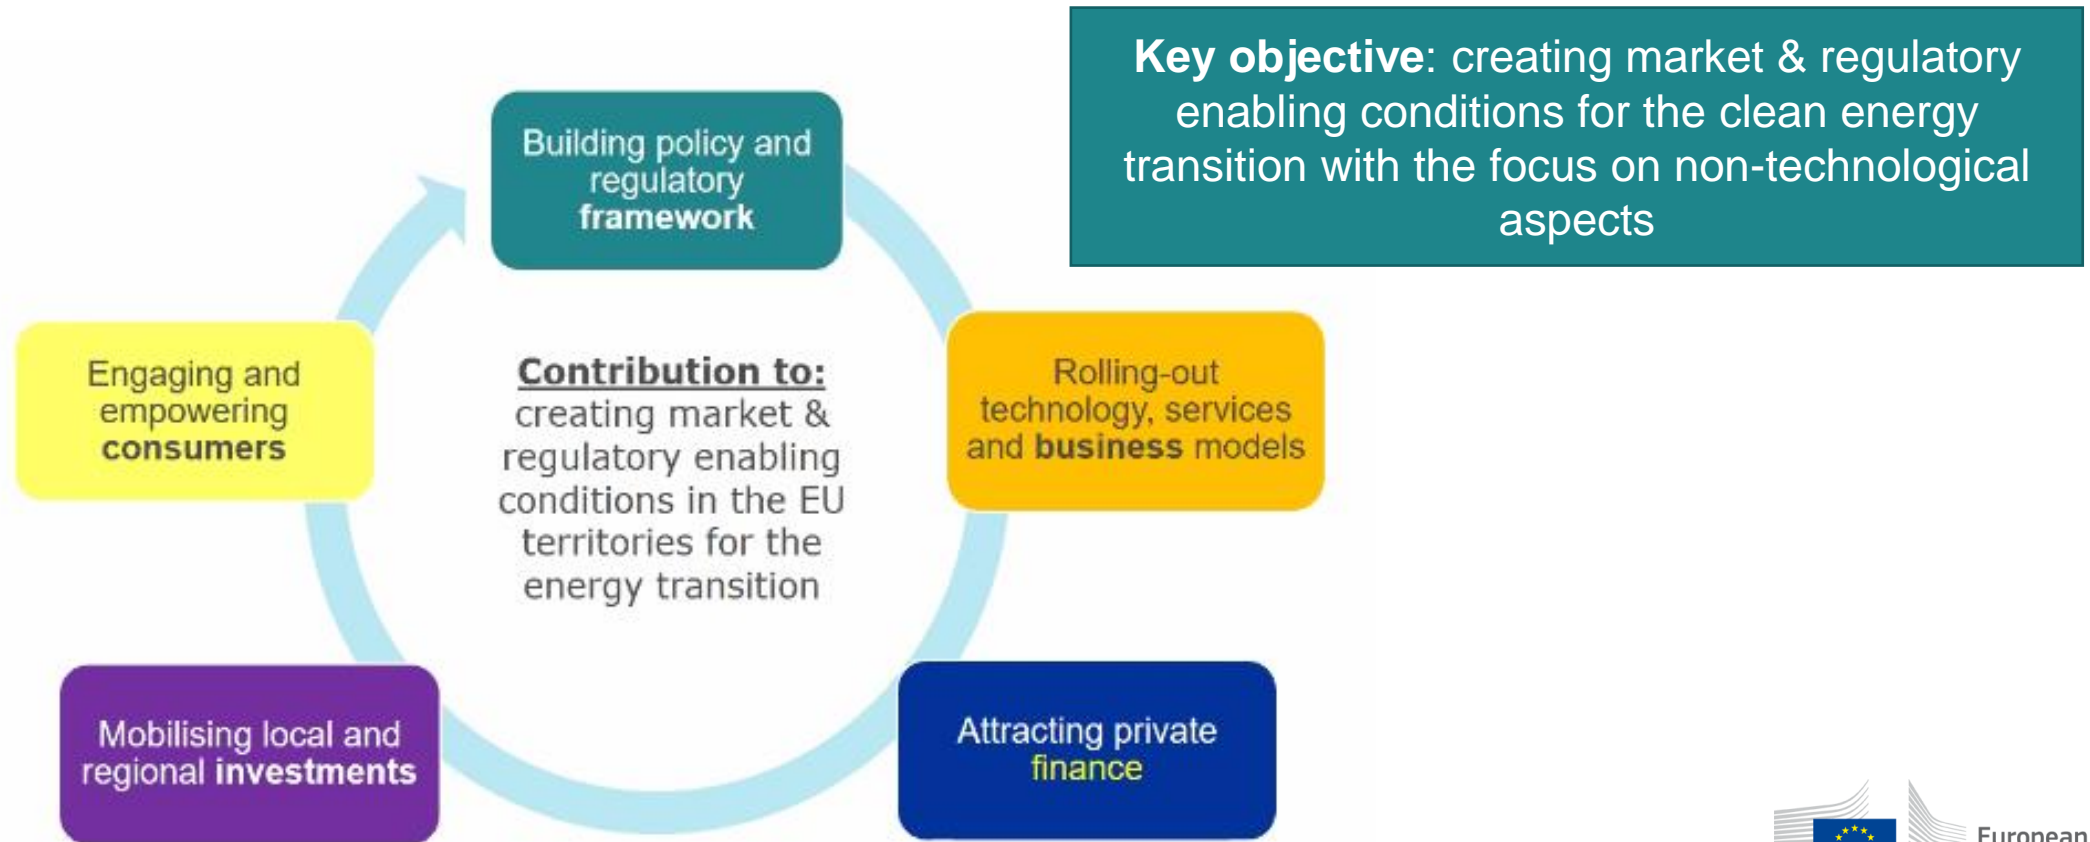 Key objective: creating market & regulatory
enabling conditions for the clean energy
transition with the focus on non-technological
aspects
Building policy and
regulatory
framework
Rolling-out
technology, services
and business models
Attracting private
finance
Mobilising local and
regional investments
Engaging and
empowering
consumers
Contribution to:
creating market &
regulatory enabling
conditions in the EU
territories for the
energy transition
European